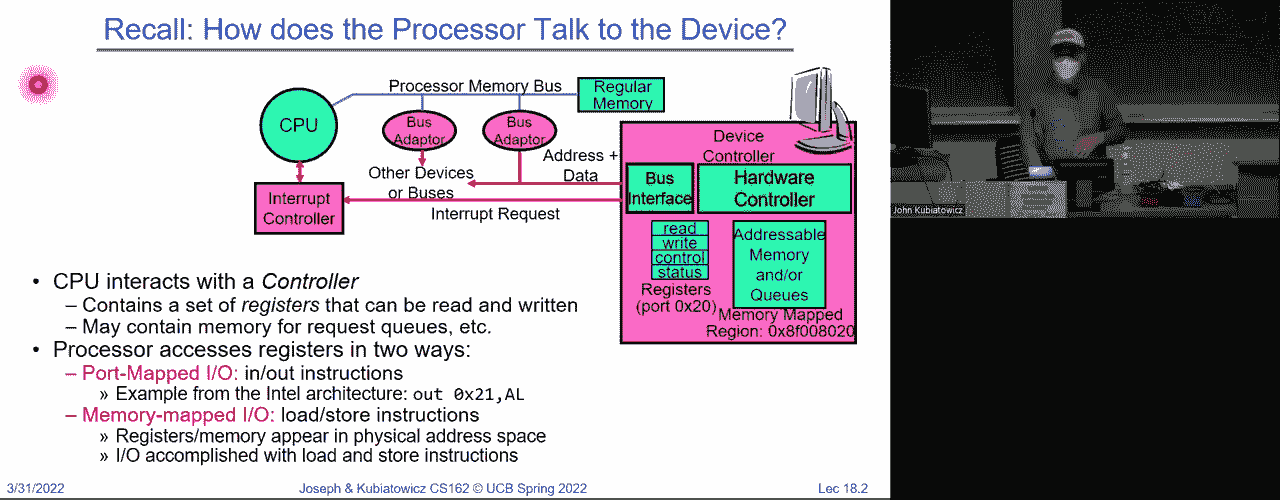 Recall: How does the Processor Talk to the Device?
Processor Memory Bus
Regular
Memory
CPU
Bus
Adaptor
Bus
Adaptor
Address +
Data
Other Devices
or Buses
Interrupt Request
Interrupt
Controller
Device
Controller
Bus
Interface
Hardware
Controller
read
write
control
status
Registers
(port 0x20)
Addressable
Memory
and/or
Queues
Memory Mapped
Region: 0x8f008020
• CPU interacts with a Controller
– Contains a set of registers that can be read and written
– May contain memory for request queues, etc.
• Processor accesses registers in two ways:
– Port-Mapped I/O: in/out instructions
» Example from the Intel architecture: out 0x21,AL
– Memory-mapped I/O: load/store instructions
» Registers/memory appear in physical address space
» I/O accomplished with load and store instructions
3/31/2022
Joseph & Kubiatowicz CS162 © UCB Spring 2022
Lec 18.2
John Kubiatowicz